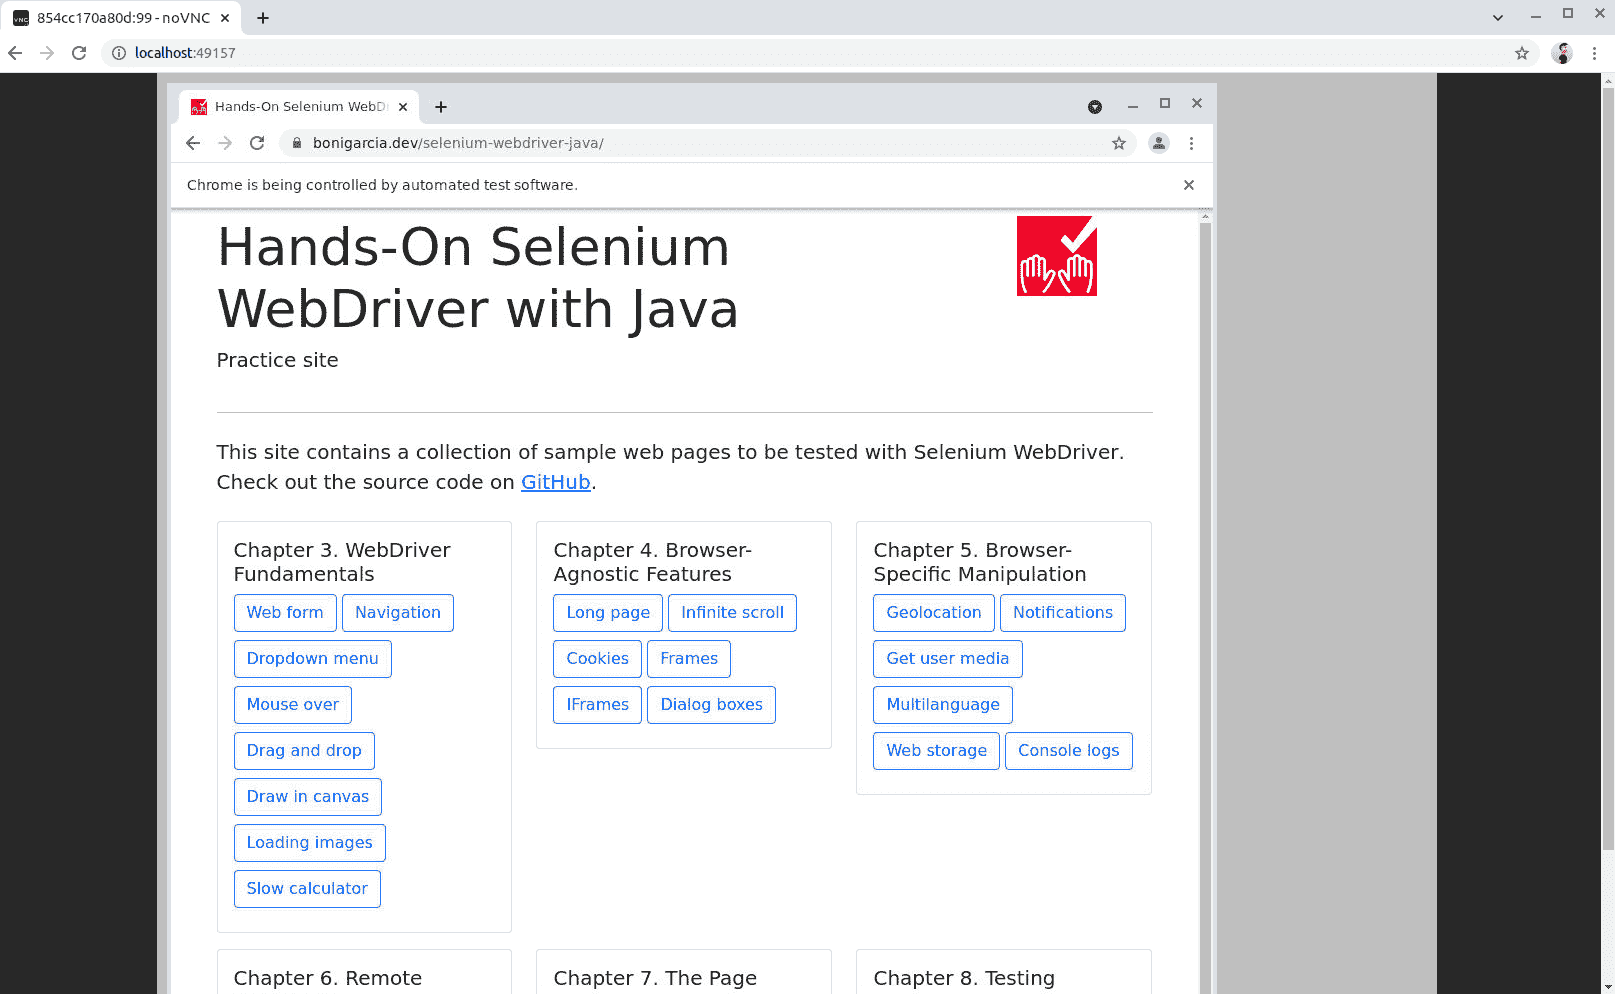 854cc170a80d:99 - noVNC
localhost:49157
Hands-On Selenium WebD
bonigarcia.dev/selenium-webdriver-java/
Chrome is being controlled by automated test software.
Hands-On Selenium
WebDriver with Java
Practice site
This site contains a collection of sample web pages to be tested with Selenium WebDriver.
Check out the source code on GitHub.
Chapter 3. WebDriver
Fundamentals
Web form Navigation
Dropdown menu
Mouse over
Drag and drop
Draw in canvas
Loading images
Slow calculator
Chapter 4. Browser-
Agnostic Features
Long page Infinite scroll
Cookies Frames
IFrames Dialog boxes
Chapter 5. Browser-
Specific Manipulation
Geolocation Notifications
Get user media
Multilanguage
Web storage Console logs
Chapter 6. Remote
Chapter 7. The Page
Chapter 8. Testing